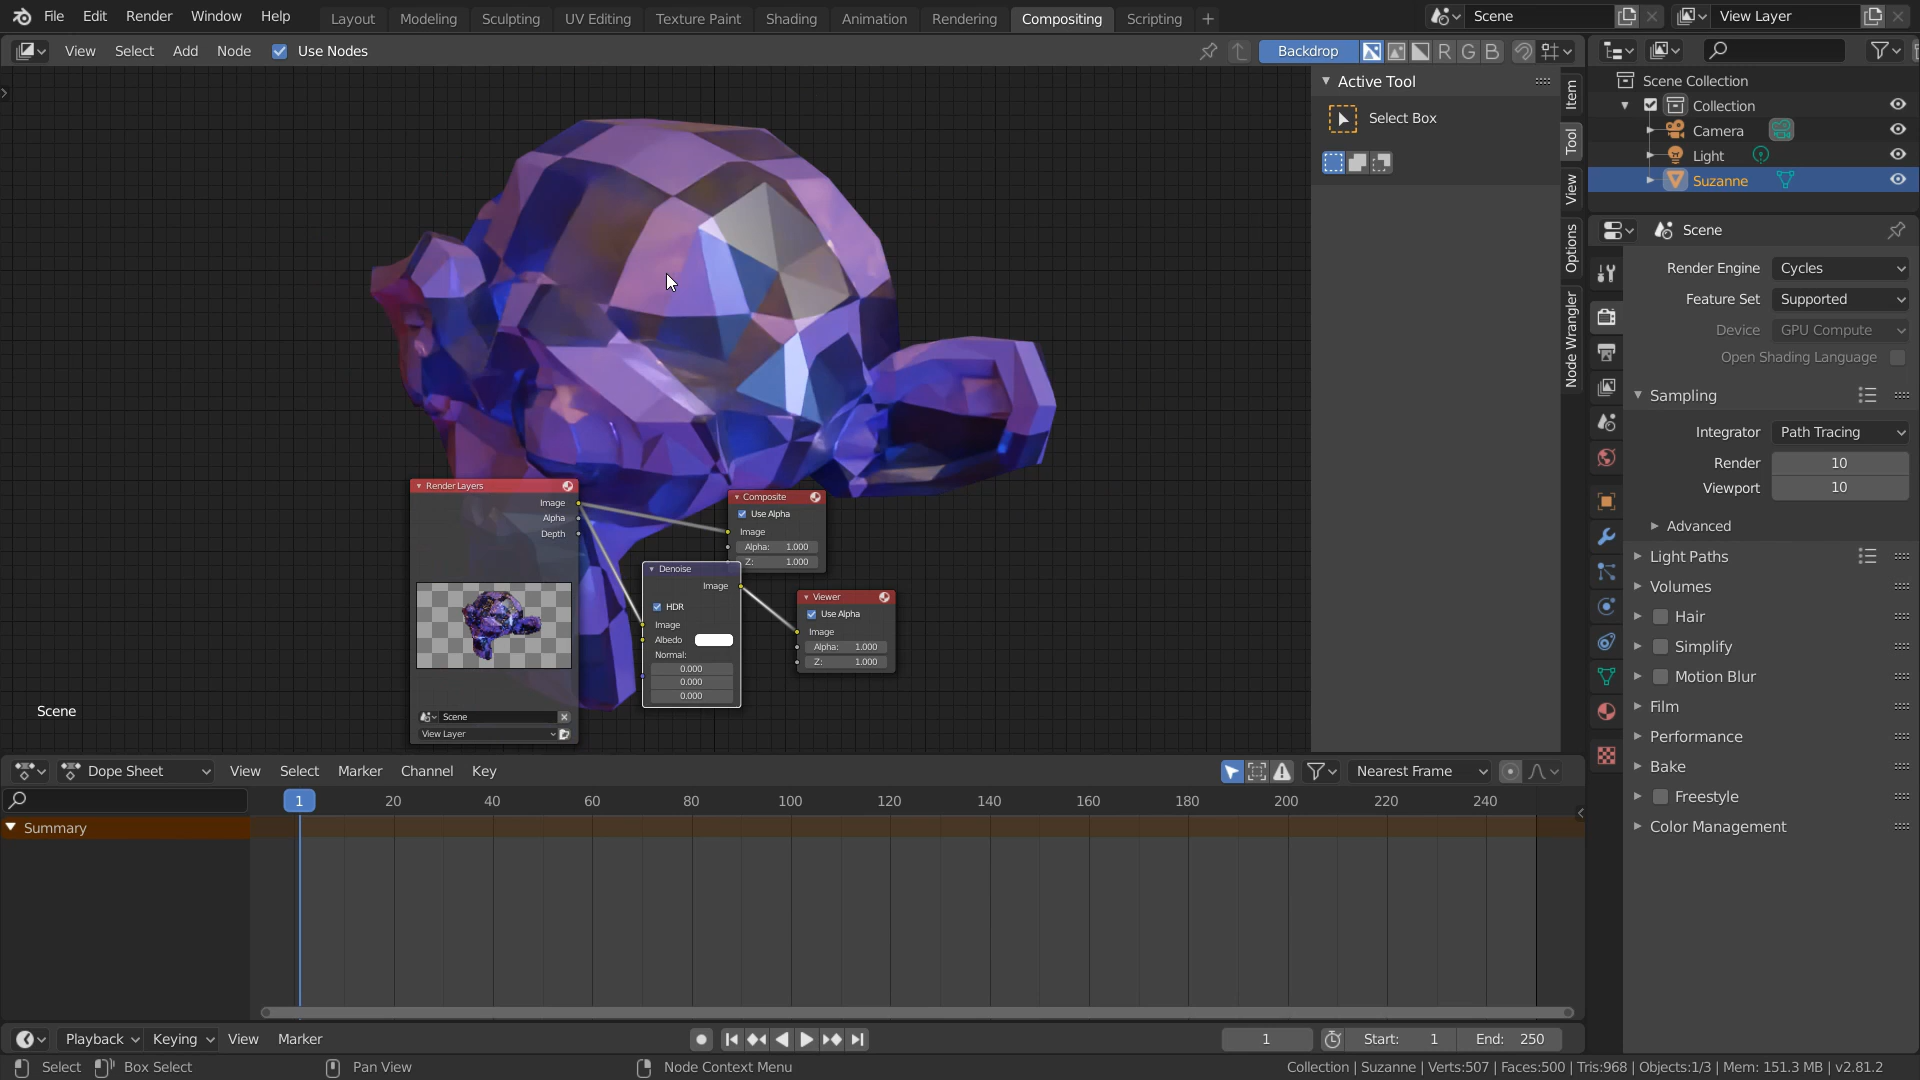 File Edit Render Window Help Layout Modeling Sculpting UV Editing Texture Paint Shading Animation Rendering Compositing Scripting + Scene View Layer
View Select Add Node Use Nodes Backdrop R G B
Active Tool
Select Box
Item
Tool
View
Options
Node Wrangler
Scene Collection
Collection
Camera
Light
Suzanne
Scene
Render Engine Cycles
Feature Set Supported
Device GPU Compute
Open Shading Language
Sampling
Integrator Path Tracing
Render 10
Viewport 10
Advanced
Light Paths
Volumes
Hair
Simplify
Motion Blur
Film
Performance
Bake
Freestyle
Color Management
Render Layers
Image
Alpha
Depth
Scene
View Layer
Composite
Use Alpha
Image
Alpha: 1.000
Z: 1.000
Denoise
Image
HDR
Image
Albedo
Normal:
0.000
0.000
0.000
Viewer
Use Alpha
Image
Alpha: 1.000
Z: 1.000
Scene
Dope Sheet View Select Marker Channel Key Nearest Frame
1 20 40 60 80 100 120 140 160 180 200 220 240
Summary
Playback Keying View Marker 1 Start: 1 End: 250
Select Box Select Pan View Node Context Menu Collection | Suzanne | Verts:507 | Faces:500 | Tris:968 | Objects:1/3 | Mem: 151.3 MB | v2.81.2